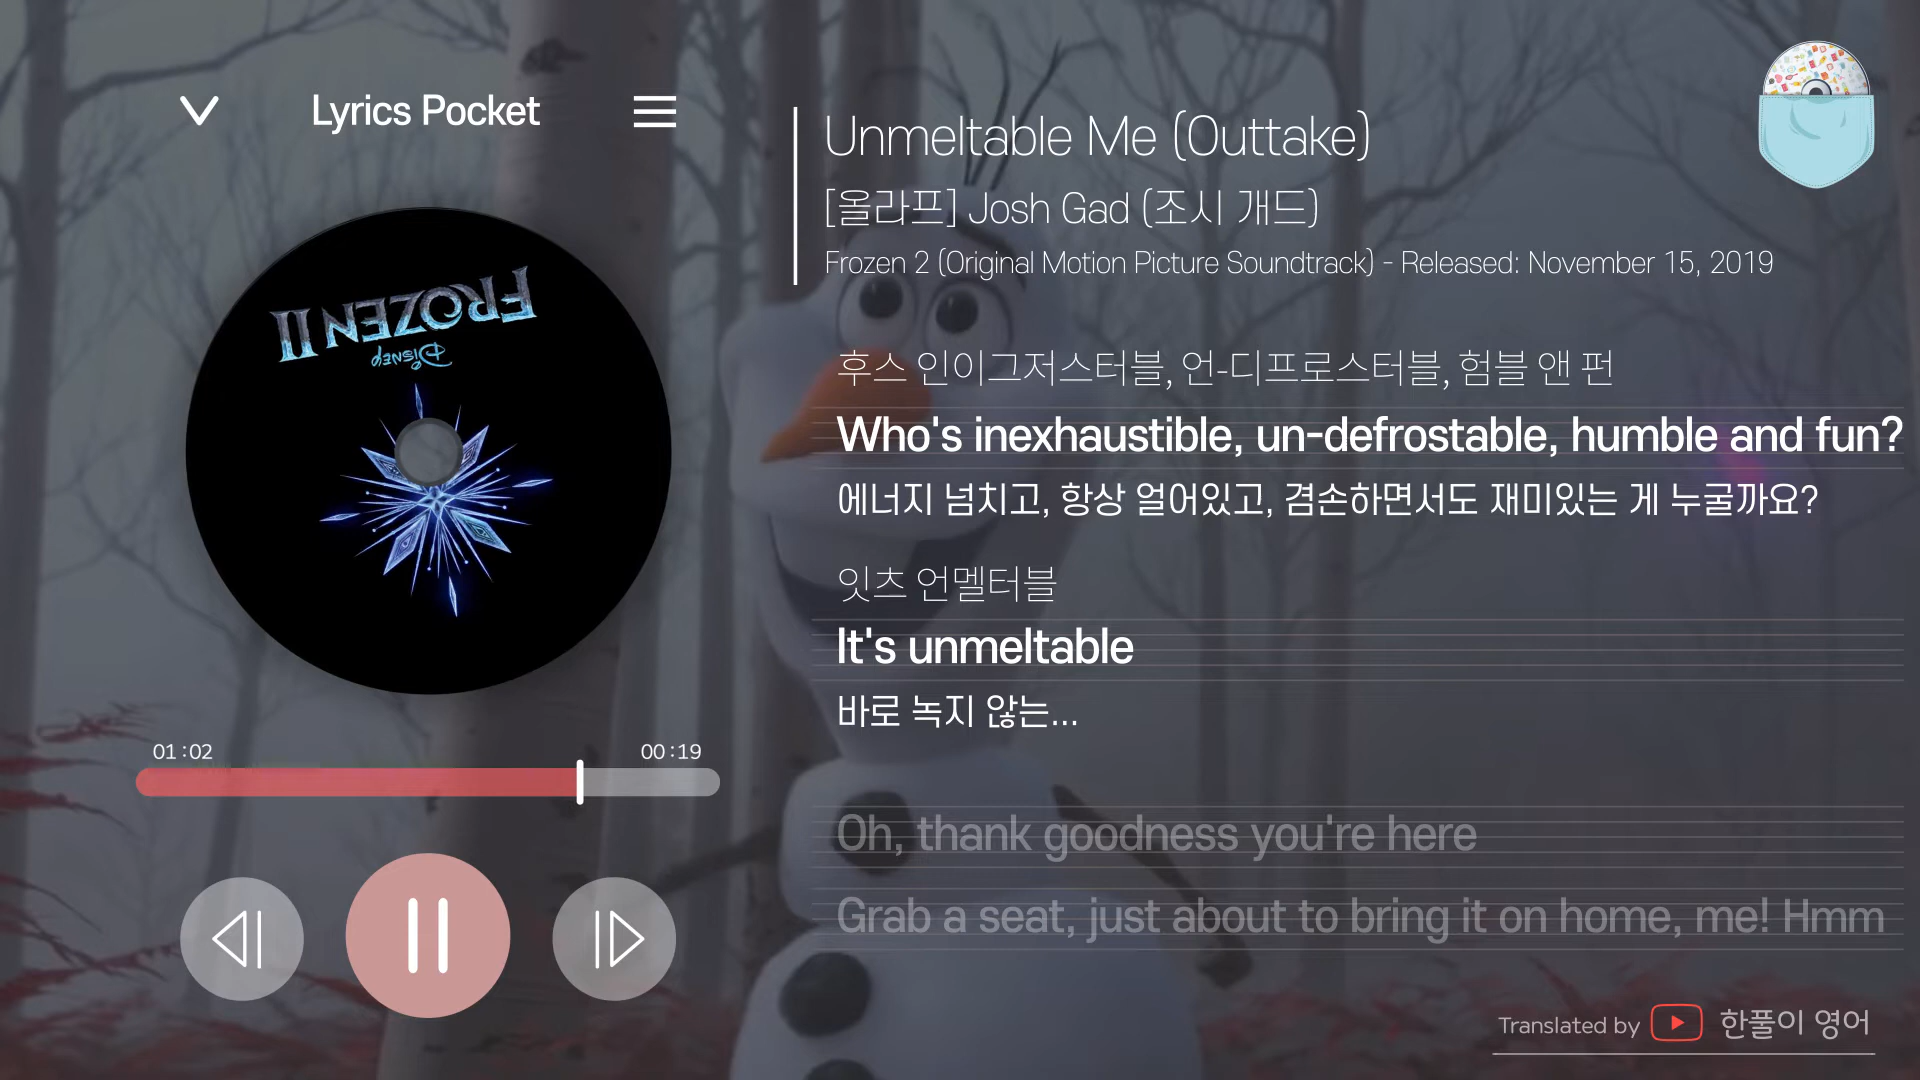 Lyrics Pocket
Disney
FROZEN II
01:02
00:19
Unmeltable Me (Outtake)
[올라프] Josh Gad (조시 개드)
Frozen 2 (Original Motion Picture Soundtrack) - Released: November 15, 2019
후스 인이그저스터블, 언-디프로스터블, 험블 앤 펀
Who's inexhaustible, un-defrostable, humble and fun?
에너지 넘치고, 항상 얼어있고, 겸손하면서도 재미있는 게 누굴까요?
잇츠 언멜터블
It's unmeltable
바로 녹지 않는...
Oh, thank goodness you're here
Grab a seat, just about to bring it on home, me! Hmm
Translated by 한풀이 영어